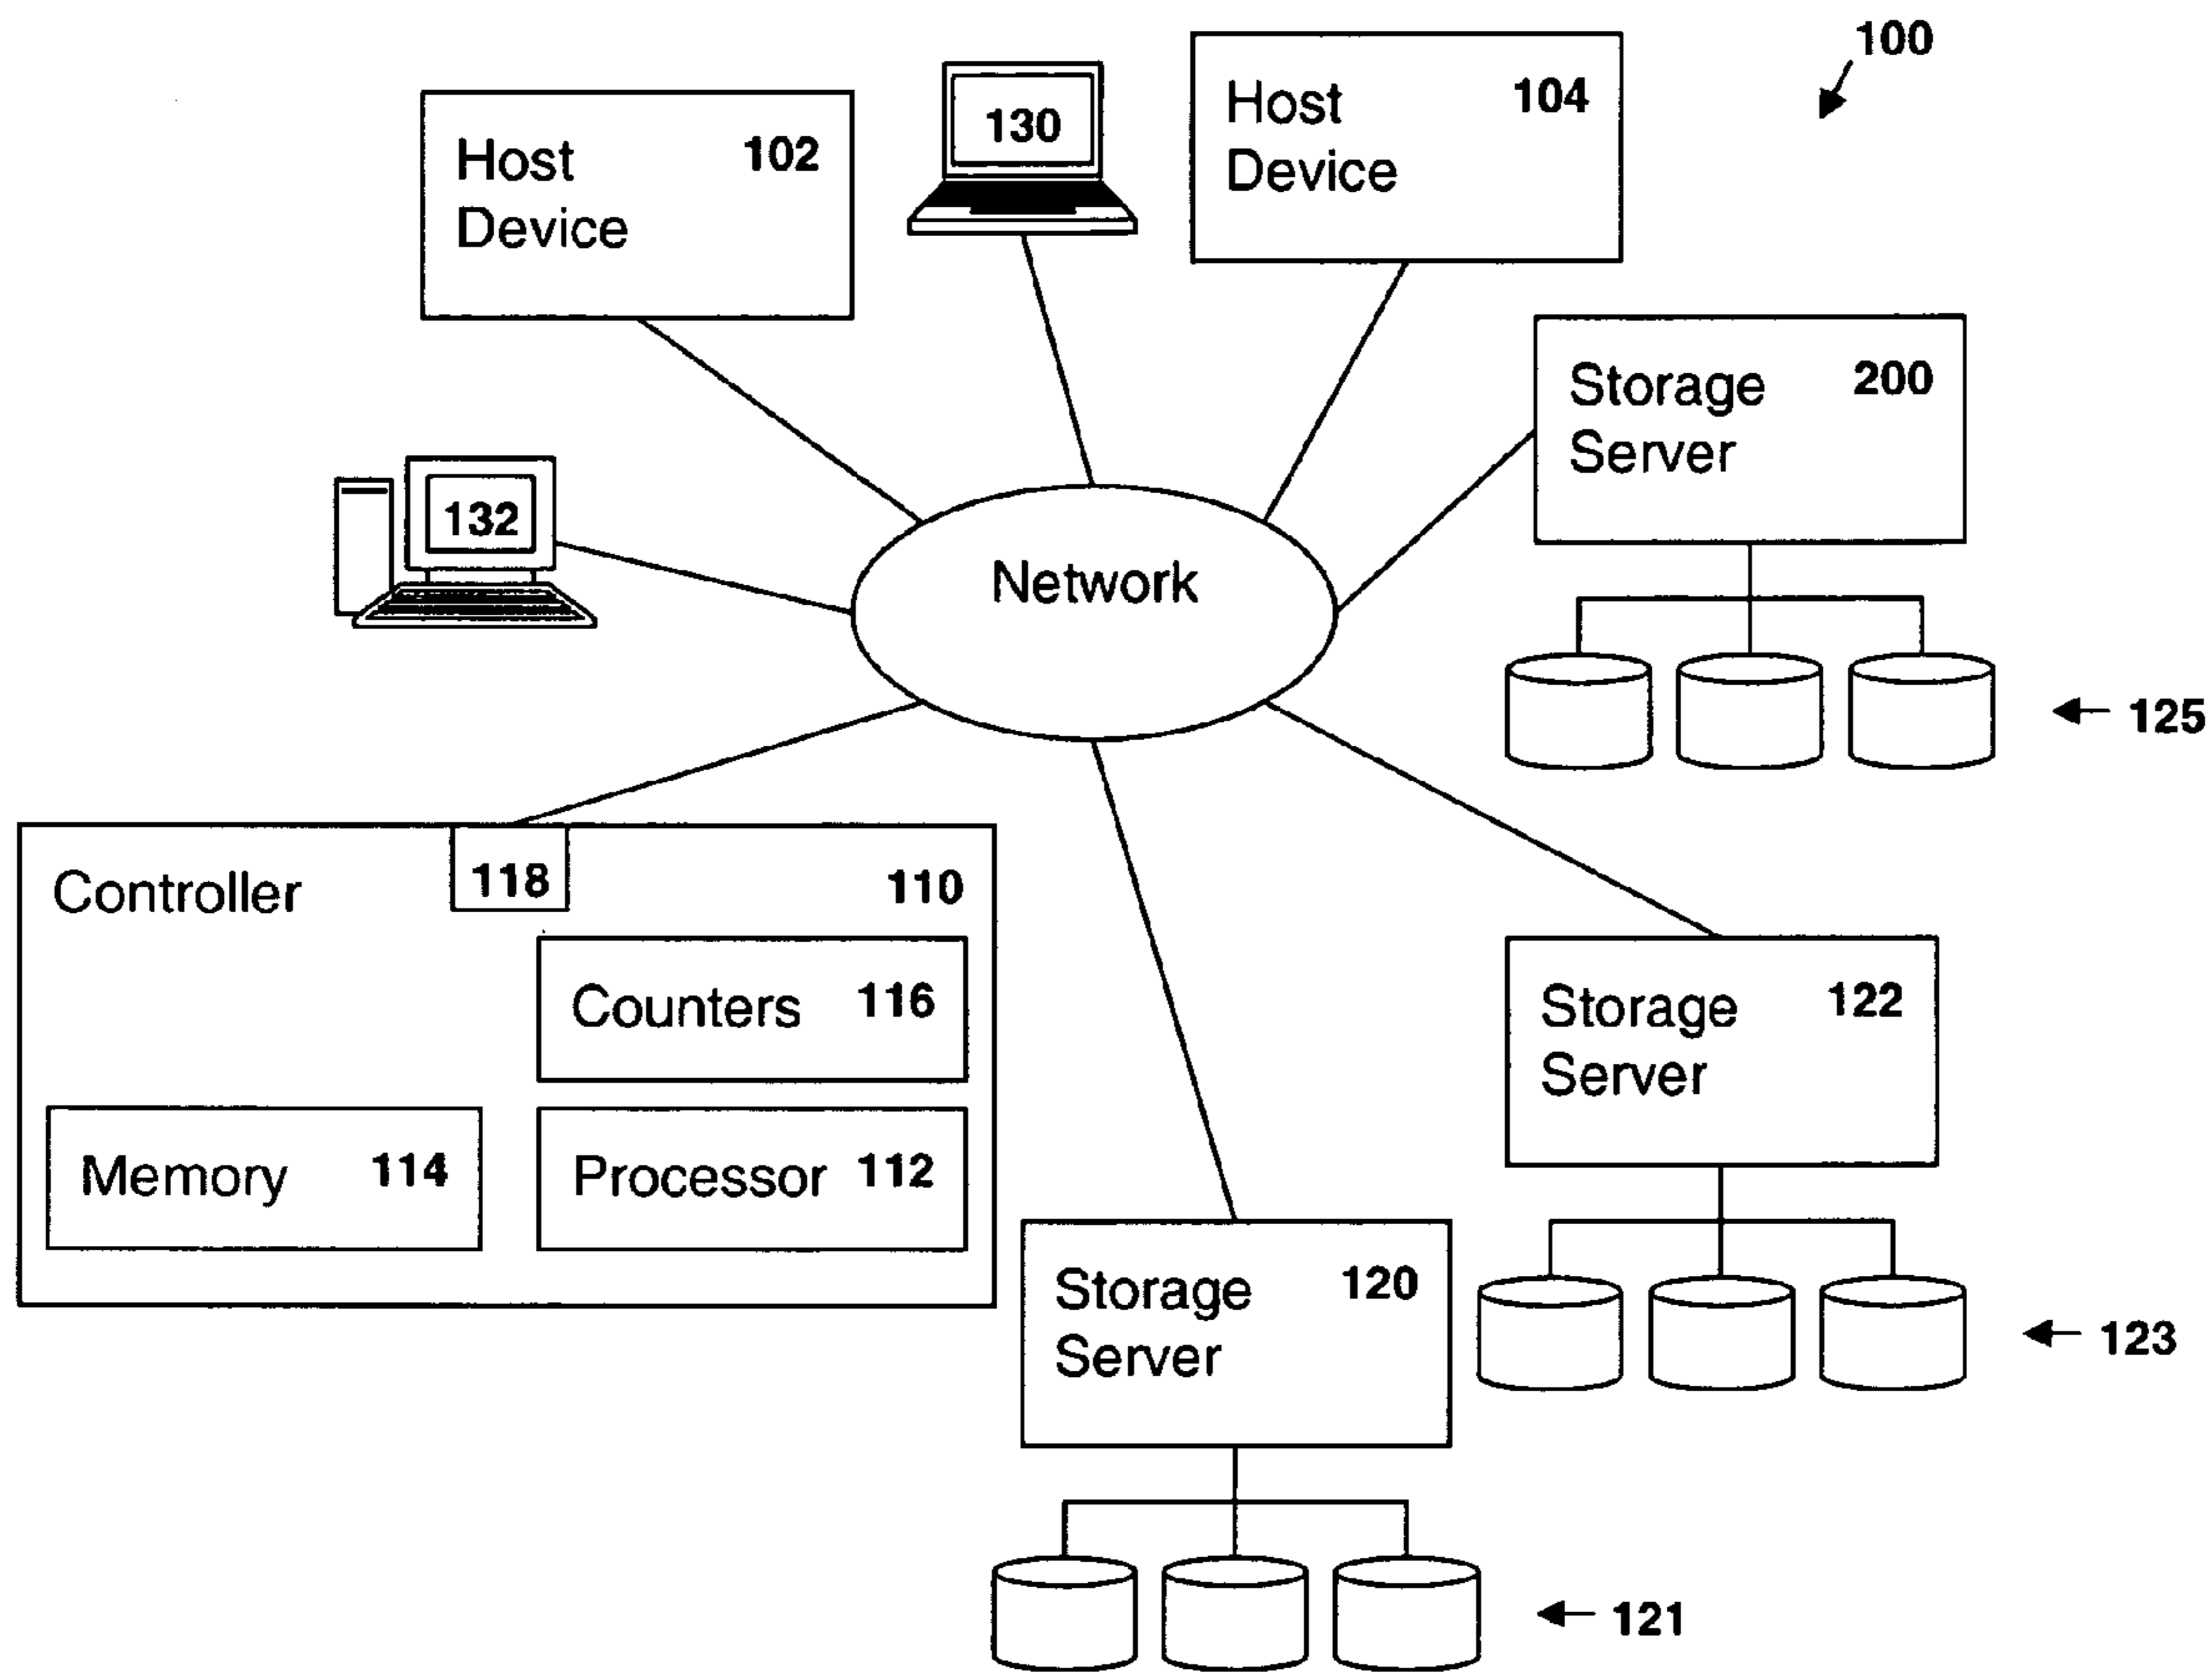 100
Host 102
Device
130
Host 104
Device
Storage 200
Server
132
Network
125
Controller 118 110
Counters 116
Memory 114
Processor 112
Storage 122
Server
123
Storage 120
Server
121